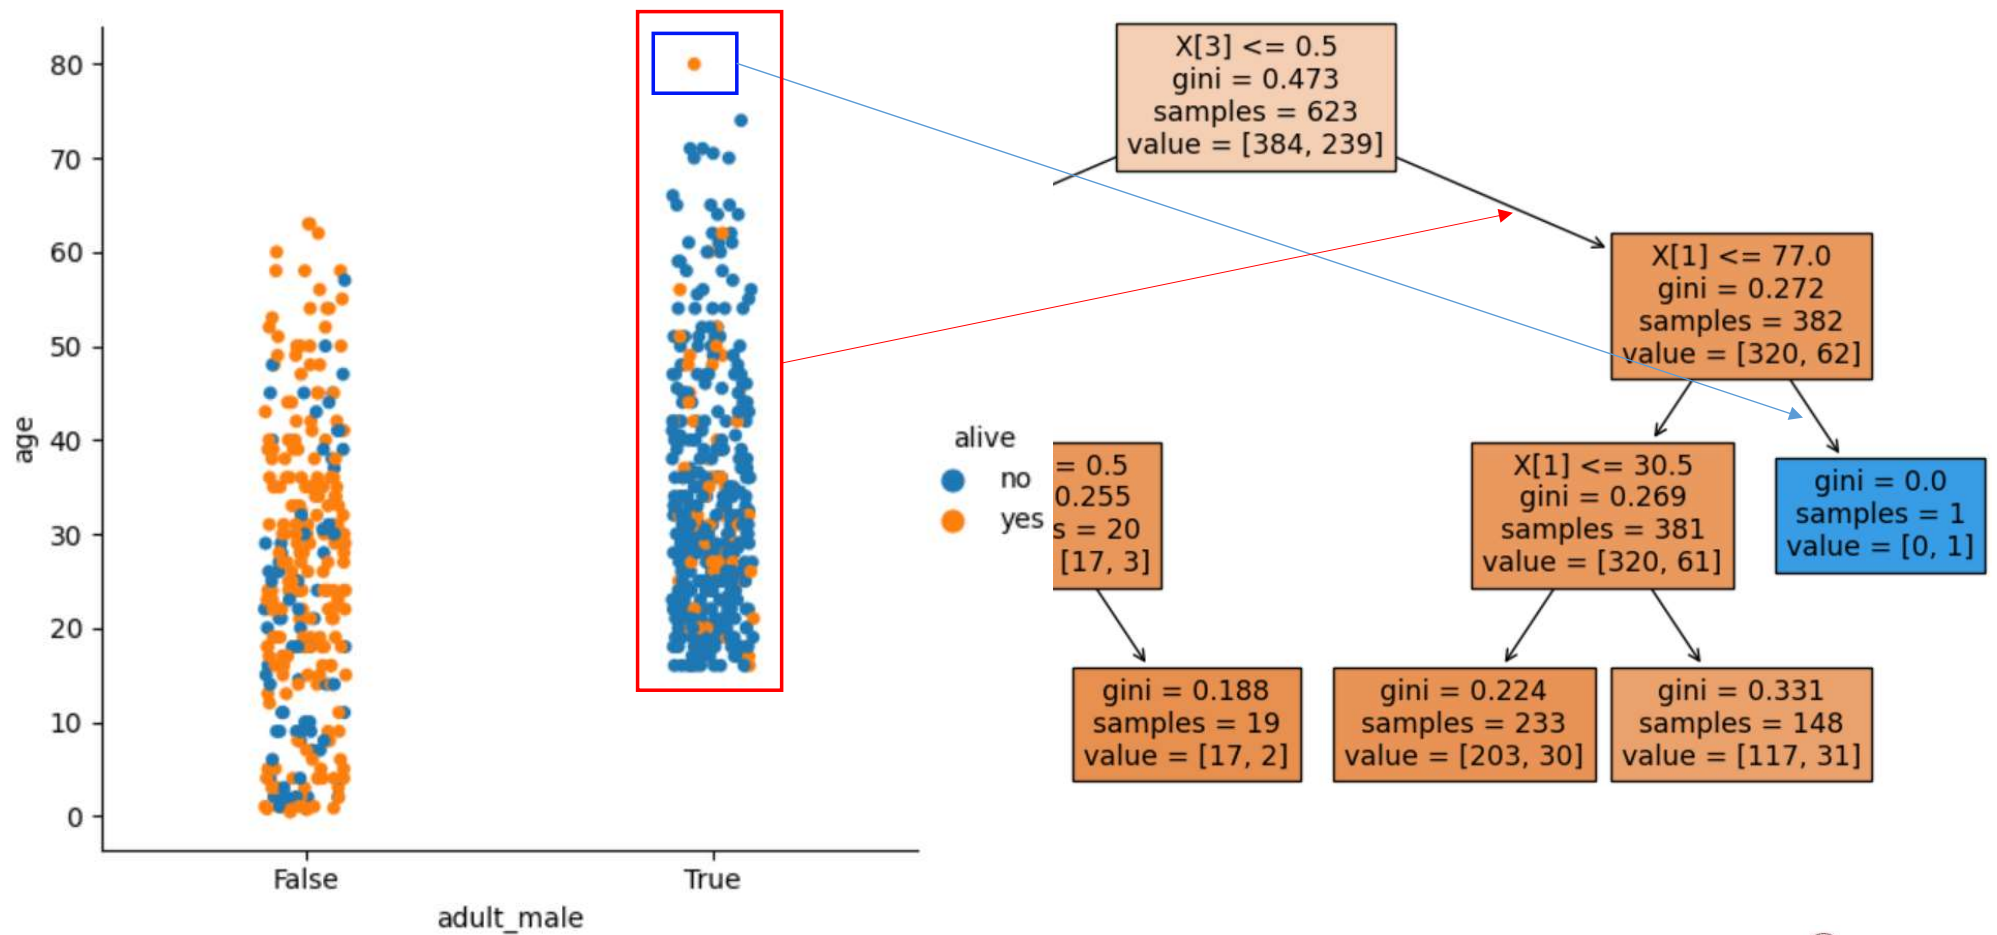 80
70
60
50
40
30
20
10
0
age
False
True
adult_male
alive
no
yes
X[3] <= 0.5
gini = 0.473
samples = 623
value = [384, 239]
X[1] <= 77.0
gini = 0.272
samples = 382
value = [320, 62]
= 0.5
0.255
s = 20
[17, 3]
X[1] <= 30.5
gini = 0.269
samples = 381
value = [320, 61]
gini = 0.0
samples = 1
value = [0, 1]
gini = 0.188
samples = 19
value = [17, 2]
gini = 0.224
samples = 233
value = [203, 30]
gini = 0.331
samples = 148
value = [117, 31]